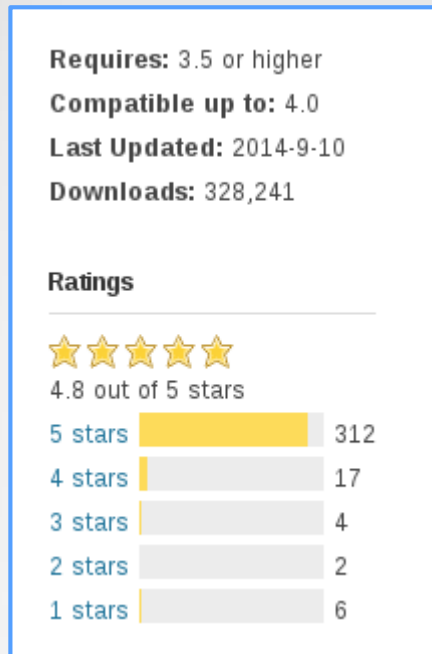 Requires: 3.5 or higher
Compatible up to: 4.0
Last Updated: 2014-9-10
Downloads: 328,241
Ratings
4.8 out of 5 stars
5 stars 312
4 stars 17
3 stars 4
2 stars 2
1 stars 6